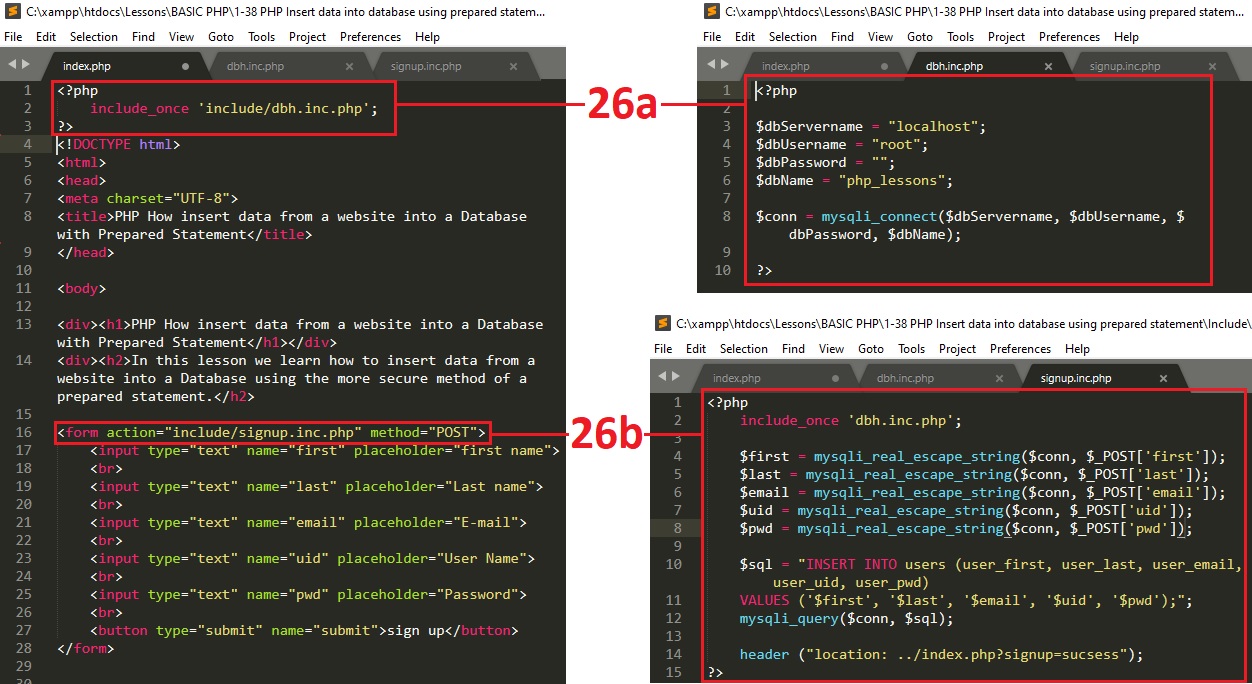 C:\xampp\htdocs\Lessons\BASIC PHP\1-38 PHP Insert data into database using prepared statem...
File Edit Selection Find View Goto Tools Project Preferences Help
index.php dbh.inc.php signup.inc.php
1 <?php
2 include_once 'include/dbh.inc.php';
3 ?>
4 <!DOCTYPE html>
5 <html>
6 <head>
7 <meta charset="UTF-8">
8 <title>PHP How insert data from a website into a Database
with Prepared Statement</title>
9 </head>
10
11 <body>
12
13 <div><h1>PHP How insert data from a website into a Database
with Prepared Statement</h1></div>
14 <div><h2>In this lesson we learn how to insert data from a
website into a Database using the more secure method of a
prepared statement.</h2>
15
16 <form action="include/signup.inc.php" method="POST">
17 <input type="text" name="first" placeholder="first name">
18 <br>
19 <input type="text" name="last" placeholder="Last name">
20 <br>
21 <input type="text" name="email" placeholder="E-mail">
22 <br>
23 <input type="text" name="uid" placeholder="User Name">
24 <br>
25 <input type="text" name="pwd" placeholder="Password">
26 <br>
27 <button type="submit" name="submit">sign up</button>
28 </form>
29
30
26a
C:\xampp\htdocs\Lessons\BASIC PHP\1-38 PHP Insert data into database using prepared statem...
File Edit Selection Find View Goto Tools Project Preferences Help
index.php dbh.inc.php signup.inc.php
1 <?php
2
3 $dbServername = "localhost";
4 $dbUsername = "root";
5 $dbPassword = "";
6 $dbName = "php_lessons";
7
8 $conn = mysqli_connect($dbServername, $dbUsername, $
dbPassword, $dbName);
9
10 ?>
26b
C:\xampp\htdocs\Lessons\BASIC PHP\1-38 PHP Insert data into database using prepared statement\Include\
File Edit Selection Find View Goto Tools Project Preferences Help
index.php dbh.inc.php signup.inc.php
1 <?php
2 include_once 'dbh.inc.php';
3
4 $first = mysqli_real_escape_string($conn, $_POST['first']);
5 $last = mysqli_real_escape_string($conn, $_POST['last']);
6 $email = mysqli_real_escape_string($conn, $_POST['email']);
7 $uid = mysqli_real_escape_string($conn, $_POST['uid']);
8 $pwd = mysqli_real_escape_string($conn, $_POST['pwd']);
9
10 $sql = "INSERT INTO users (user_first, user_last, user_email,
user_uid, user_pwd)
11 VALUES ('$first', '$last', '$email', '$uid', '$pwd');";
12 mysqli_query($conn, $sql);
13
14 header ("location: ../index.php?signup=sucsess");
15 ?>